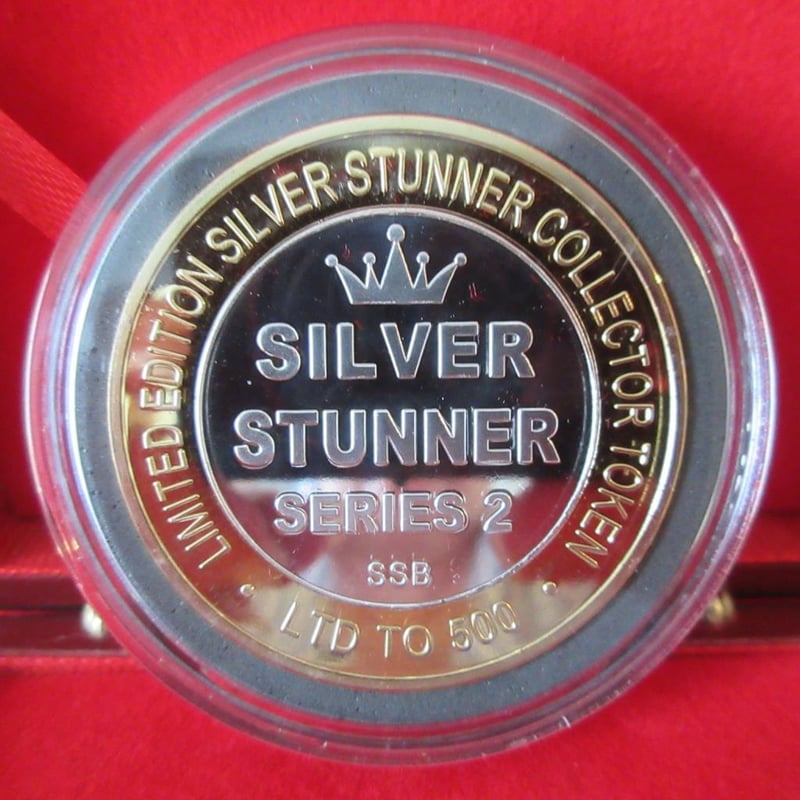 LIMITED EDITION SILVER STUNNER COLLECTOR TOKEN
SILVER
STUNNER
SERIES 2
SSB
• LTD TO 500 •